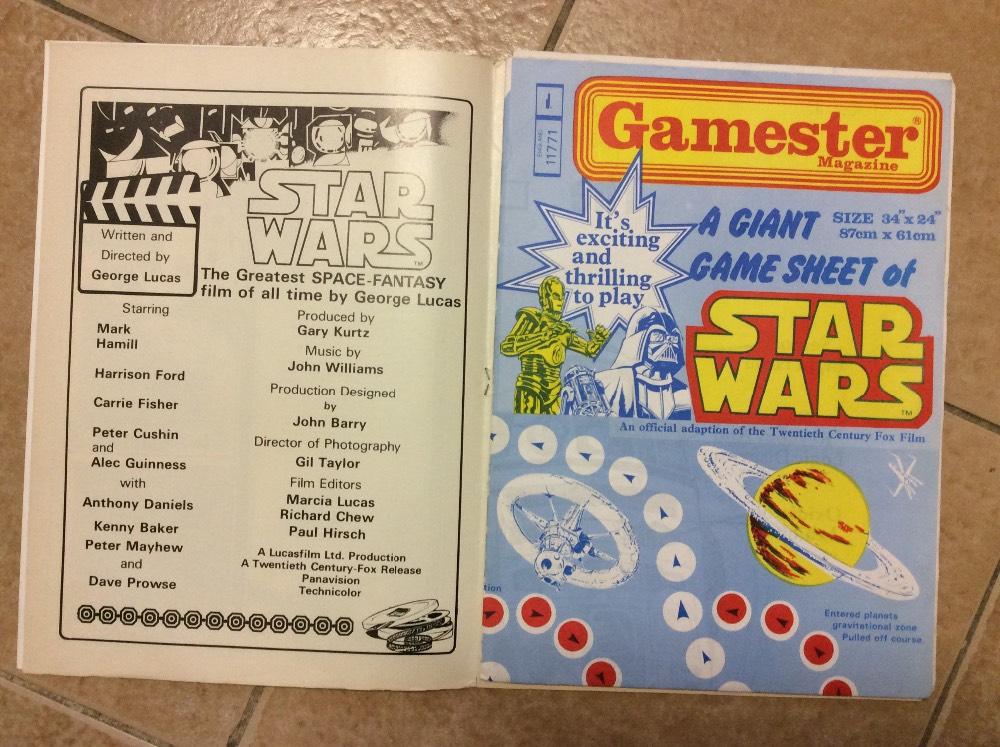 STAR
WARS
TM
Written and
Directed by
George Lucas
The Greatest SPACE-FANTASY
film of all time by George Lucas
Starring
Mark
Hamill
Harrison Ford
Carrie Fisher
Peter Cushin
and
Alec Guinness
with
Anthony Daniels
Kenny Baker
Peter Mayhew
and
Dave Prowse
Produced by
Gary Kurtz
Music by
John Williams
Production Designed
by
John Barry
Director of Photography
Gil Taylor
Film Editors
Marcia Lucas
Richard Chew
Paul Hirsch
A Lucasfilm Ltd. Production
A Twentieth Century-Fox Release
Panavision
Technicolor
1
ENGLAND
11771
Gamester®
Magazine
It's
exciting
and
thrilling
to play
A GIANT
SIZE 34"x 24"
87cm x 61cm
GAME SHEET of
STAR
WARS
TM
An official adaption of the Twentieth Century Fox Film
tion
Entered planets
gravitational zone
Pulled off course